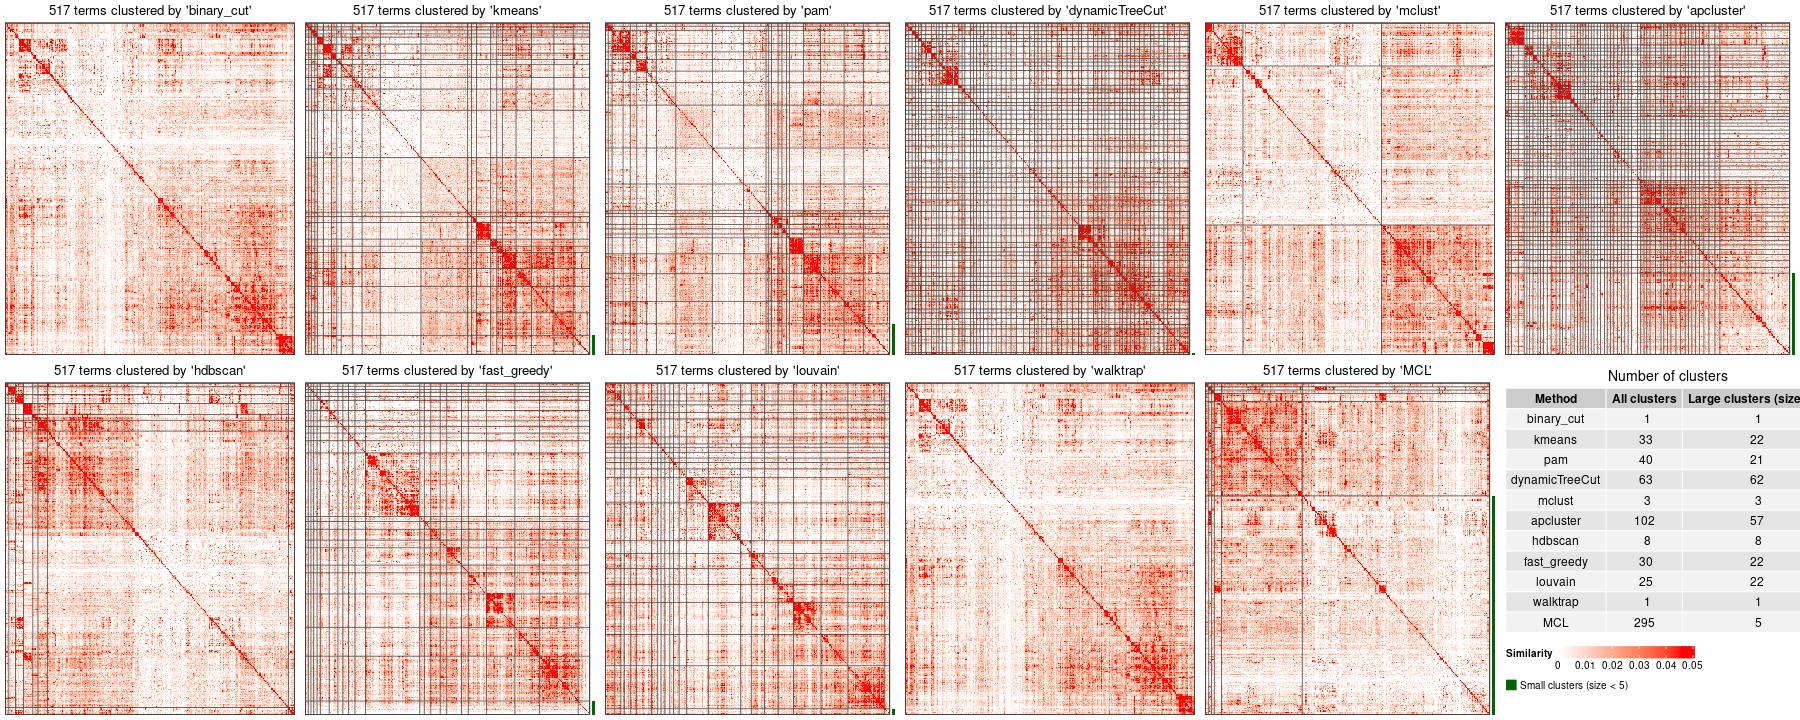 517 terms clustered by 'binary_cut'
517 terms clustered by 'kmeans'
517 terms clustered by 'pam'
517 terms clustered by 'dynamicTreeCut'
517 terms clustered by 'mclust'
517 terms clustered by 'apcluster'
517 terms clustered by 'hdbscan'
517 terms clustered by 'fast_greedy'
517 terms clustered by 'louvain'
517 terms clustered by 'walktrap'
517 terms clustered by 'MCL'
Number of clusters
Method All clusters Large clusters (size
binary_cut 1 1
kmeans 33 22
pam 40 21
dynamicTreeCut 63 62
mclust 3 3
apcluster 102 57
hdbscan 8 8
fast_greedy 30 22
louvain 25 22
walktrap 1 1
MCL 295 5
Similarity
0 0.01 0.02 0.03 0.04 0.05
Small clusters (size < 5)